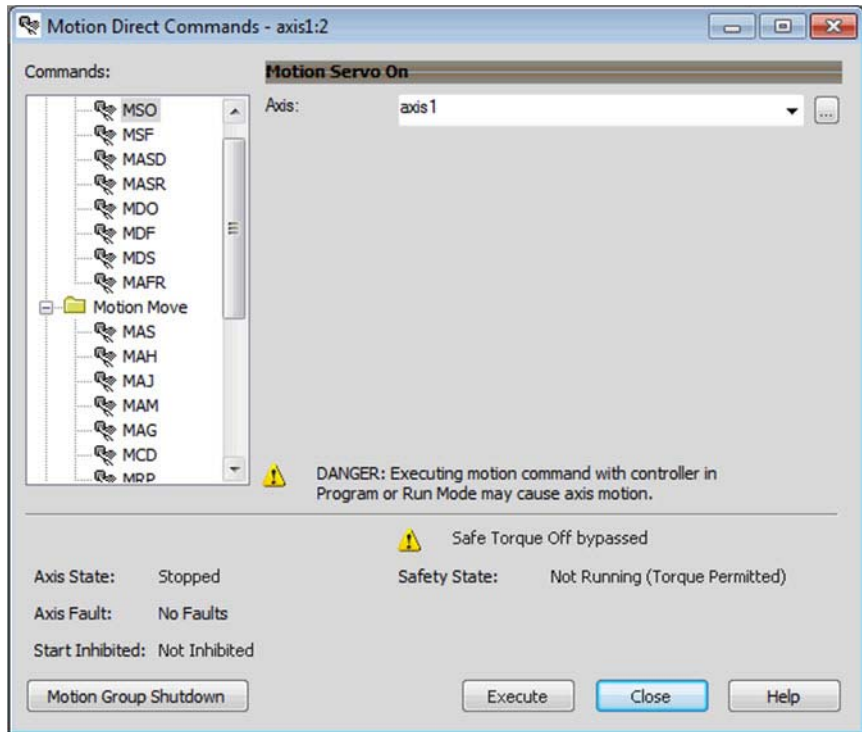 Motion Direct Commands - axis1:2
Commands:
Motion Servo On
MSO
MSF
MASD
MASR
MDO
MDF
MDS
MAFR
Motion Move
MAS
MAH
MAJ
MAM
MAG
MCD
MRP
Axis:
axis1
...
DANGER: Executing motion command with controller in
Program or Run Mode may cause axis motion.
Safe Torque Off bypassed
Axis State: Stopped
Safety State: Not Running (Torque Permitted)
Axis Fault: No Faults
Start Inhibited: Not Inhibited
Motion Group Shutdown
Execute
Close
Help